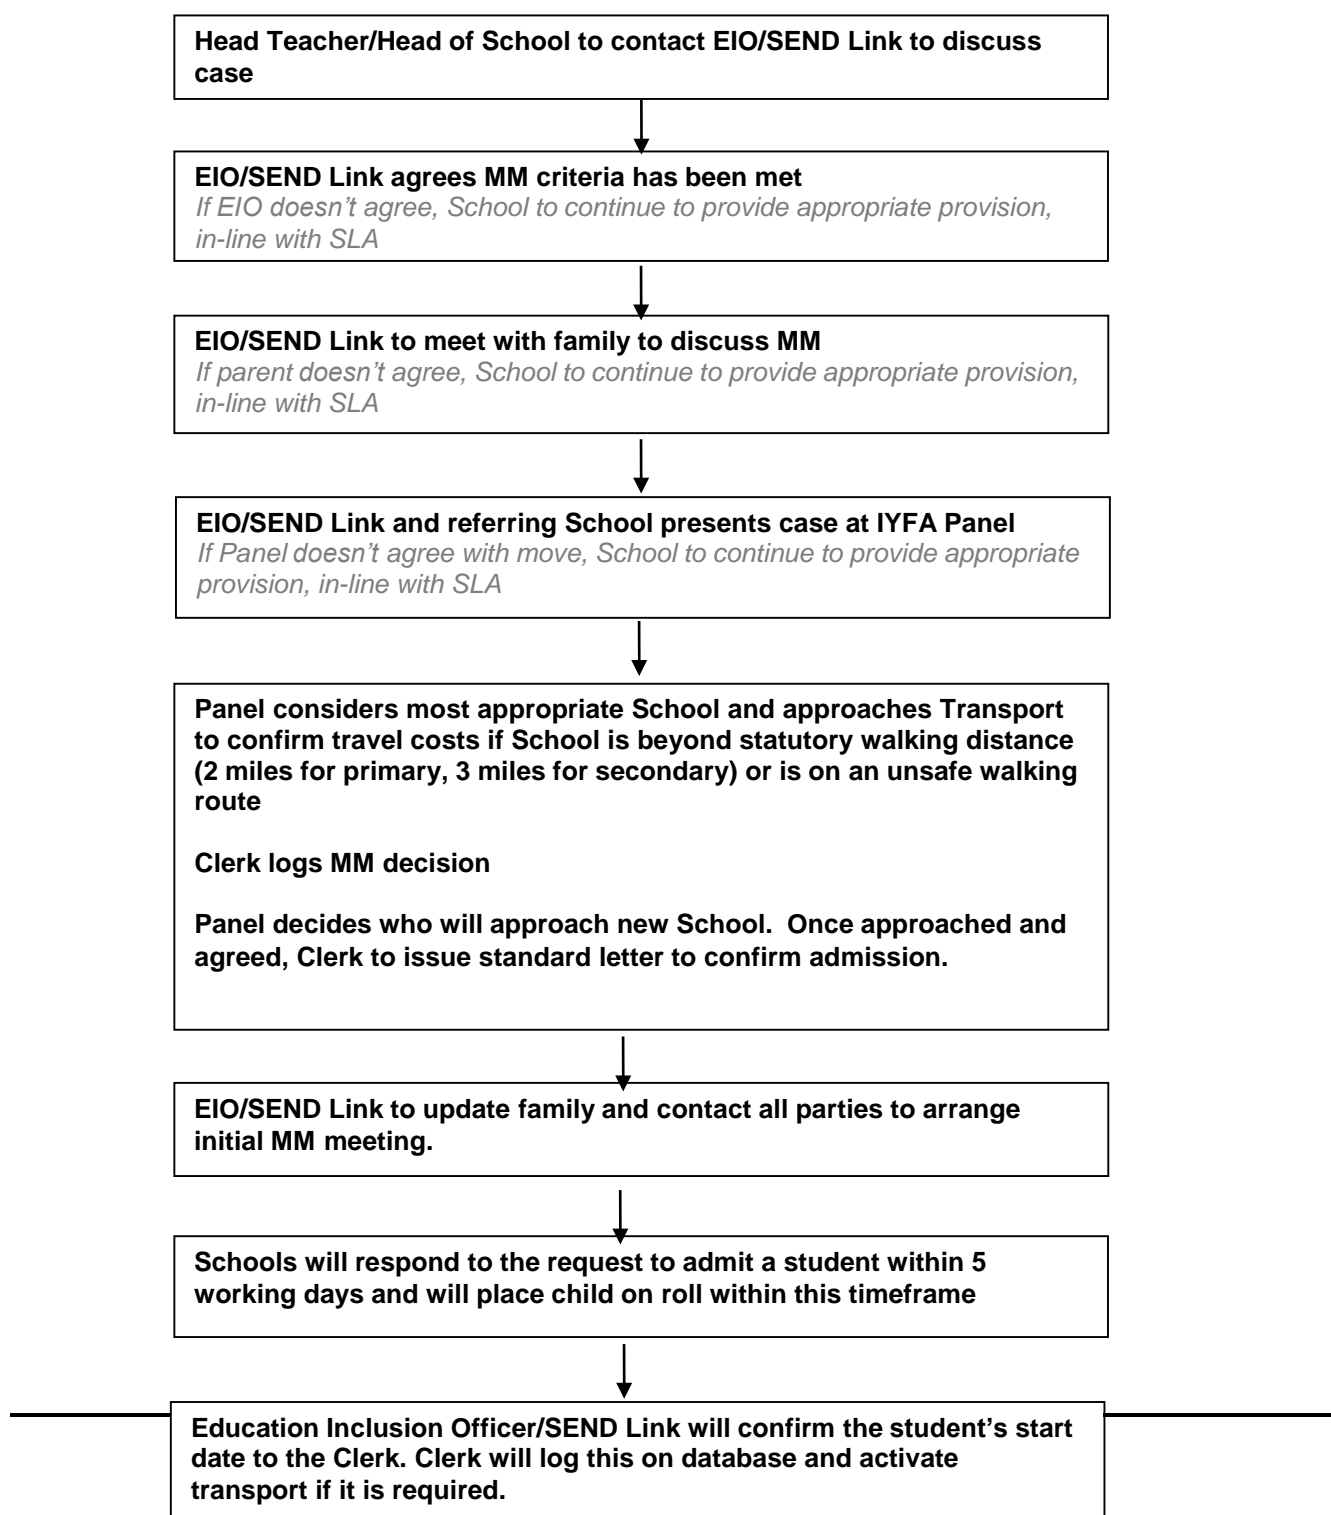 Head Teacher/Head of School to contact EIO/SEND Link to discuss
case
EIO/SEND Link agrees MM criteria has been met
If EIO doesn't agree, School to continue to provide appropriate provision,
in-line with SLA
EIO/SEND Link to meet with family to discuss MM
If parent doesn't agree, School to continue to provide appropriate provision,
in-line with SLA
EIO/SEND Link and referring School presents case at IYFA Panel
If Panel doesn't agree with move, School to continue to provide appropriate
provision, in-line with SLA
Panel considers most appropriate School and approaches Transport
to confirm travel costs if School is beyond statutory walking distance
(2 miles for primary, 3 miles for secondary) or is on an unsafe walking
route
Clerk logs MM decision
Panel decides who will approach new School.  Once approached and
agreed, Clerk to issue standard letter to confirm admission.
EIO/SEND Link to update family and contact all parties to arrange
initial MM meeting.
Schools will respond to the request to admit a student within 5
working days and will place child on roll within this timeframe
Education Inclusion Officer/SEND Link will confirm the student's start
date to the Clerk. Clerk will log this on database and activate
transport if it is required.